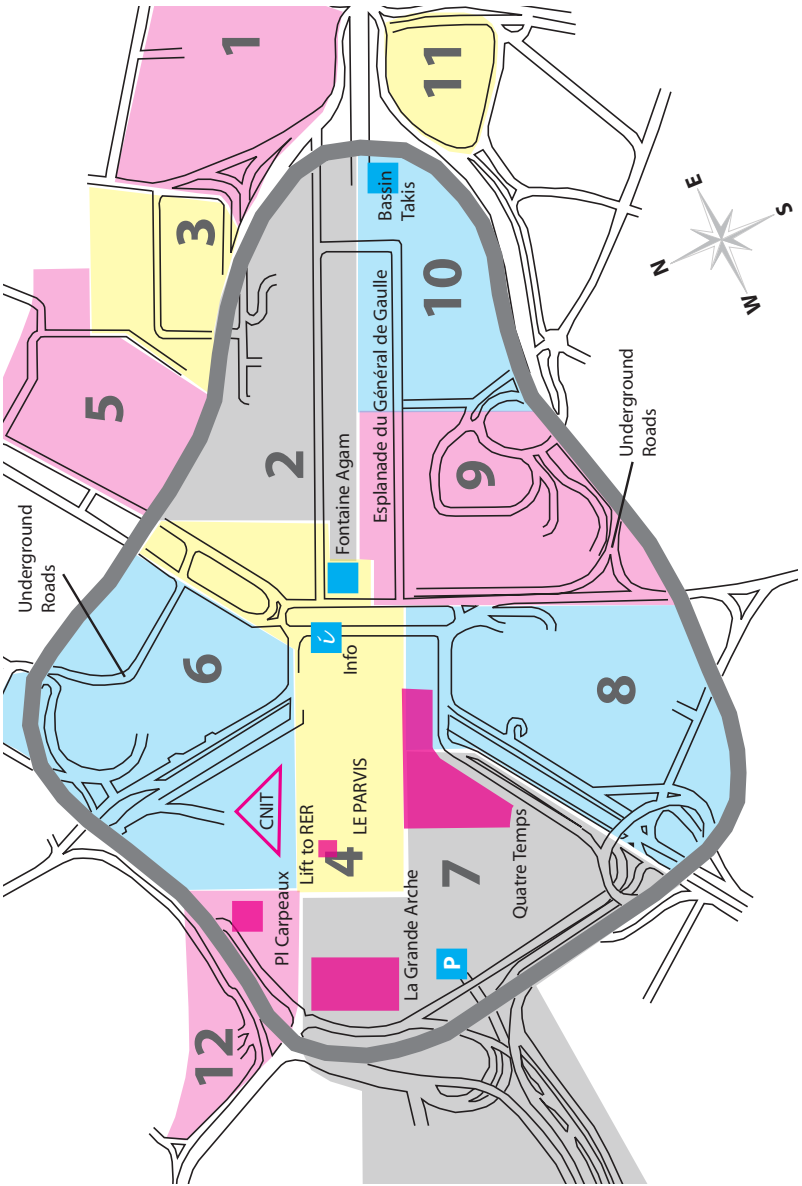 Underground
Roads
5
3
6
12
1
CNIT
Pl Carpeaux
2
Lift to RER
i
Info
Fontaine Agam
4
LE PARVIS
Esplanade du Général de Gaulle
Bassin
Takis
La Grande Arche
11
10
P
7
9
Quatre Temps
8
Underground
Roads
N
E
W
S